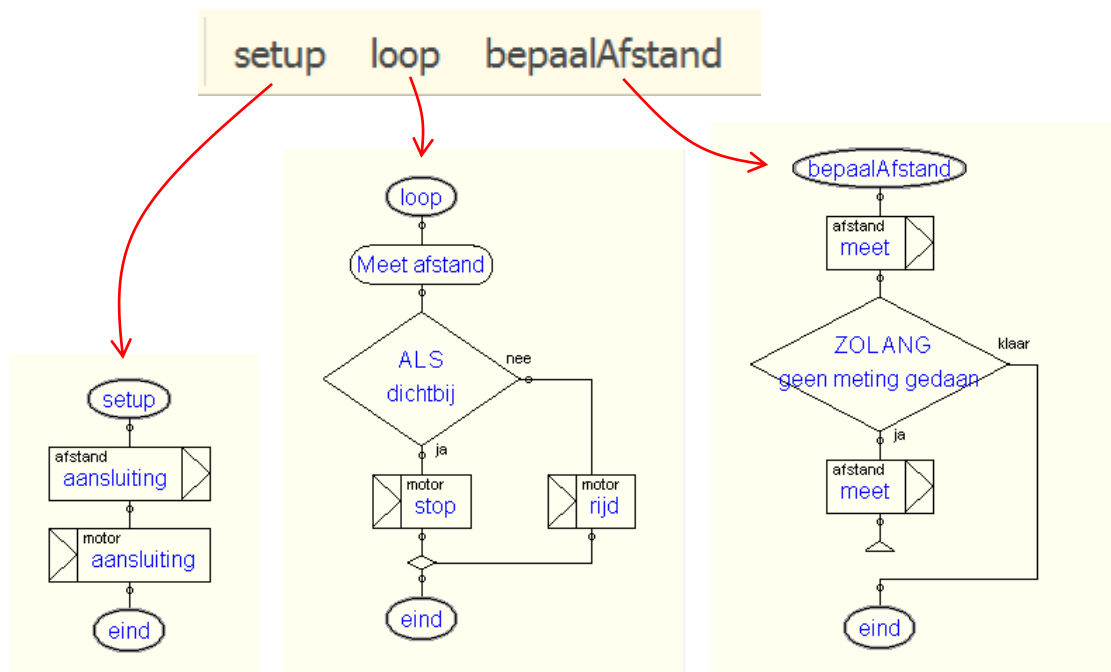 setup loop bepaalAfstand
setup
afstand
aansluiting
motor
aansluiting
eind
loop
Meet afstand
ALS
dichtbij
nee
ja
motor
stop
motor
rijd
eind
bepaalAfstand
afstand
meet
ZOLANG
geen meting gedaan
klaar
ja
afstand
meet
eind